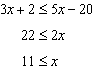 3x + 2 ≤ 5x − 20
22 ≤ 2x
11 ≤ x